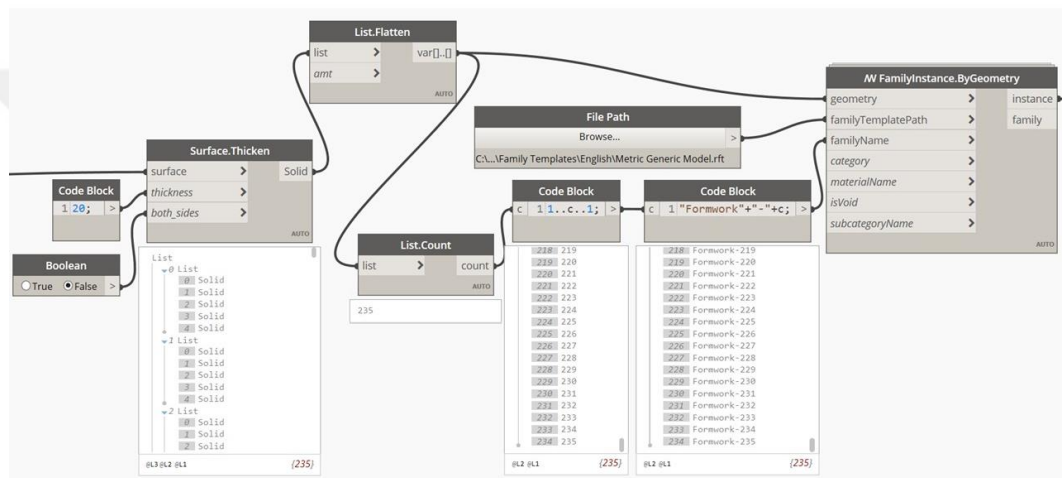 List.Flatten
list > var[]..[]
amt >
AUTO
File Path
Browse... >
C:\...\Family Templates\English\Metric Generic Model.rft
FamilyInstance.ByGeometry
geometry > instance
familyTemplatePath > family
familyName >
category >
materialName >
isVoid >
subcategoryName >
AUTO
Surface.Thicken
surface > Solid
thickness >
both_sides >
AUTO
Code Block
1 20; >
Boolean
True False >
List
0 List
0 Solid
1 Solid
2 Solid
3 Solid
4 Solid
1 List
0 Solid
1 Solid
2 Solid
3 Solid
4 Solid
2 List
0 Solid
1 Solid
2 Solid
@L3 @L2 @L1 {235}
List.Count
list > count
AUTO
235
Code Block
c 1 1..c..1; >
218 219
219 220
220 221
221 222
222 223
223 224
224 225
225 226
226 227
227 228
228 229
229 230
230 231
231 232
232 233
233 234
234 235
@L2 @L1 {235}
Code Block
c 1 "Formwork"+"-"+c; >
218 Formwork-219
219 Formwork-220
220 Formwork-221
221 Formwork-222
222 Formwork-223
223 Formwork-224
224 Formwork-225
225 Formwork-226
226 Formwork-227
227 Formwork-228
228 Formwork-229
229 Formwork-230
230 Formwork-231
231 Formwork-232
232 Formwork-233
233 Formwork-234
234 Formwork-235
@L2 @L1 {235}